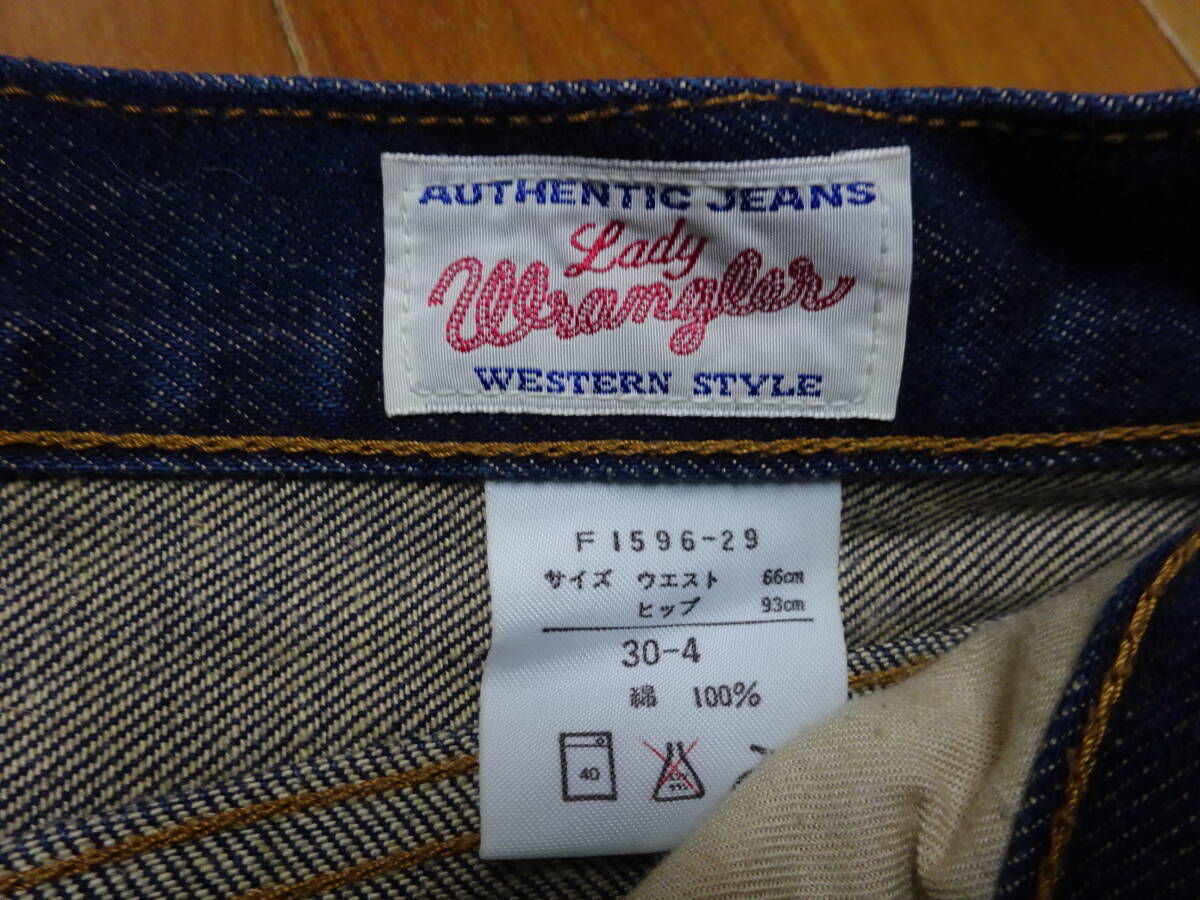 AUTHENTIC JEANS
Lady
Wrangler
WESTERN STYLE
F1596-29
サイズ ウエスト 66cm
ヒップ 93cm
30-4
綿 100%
40